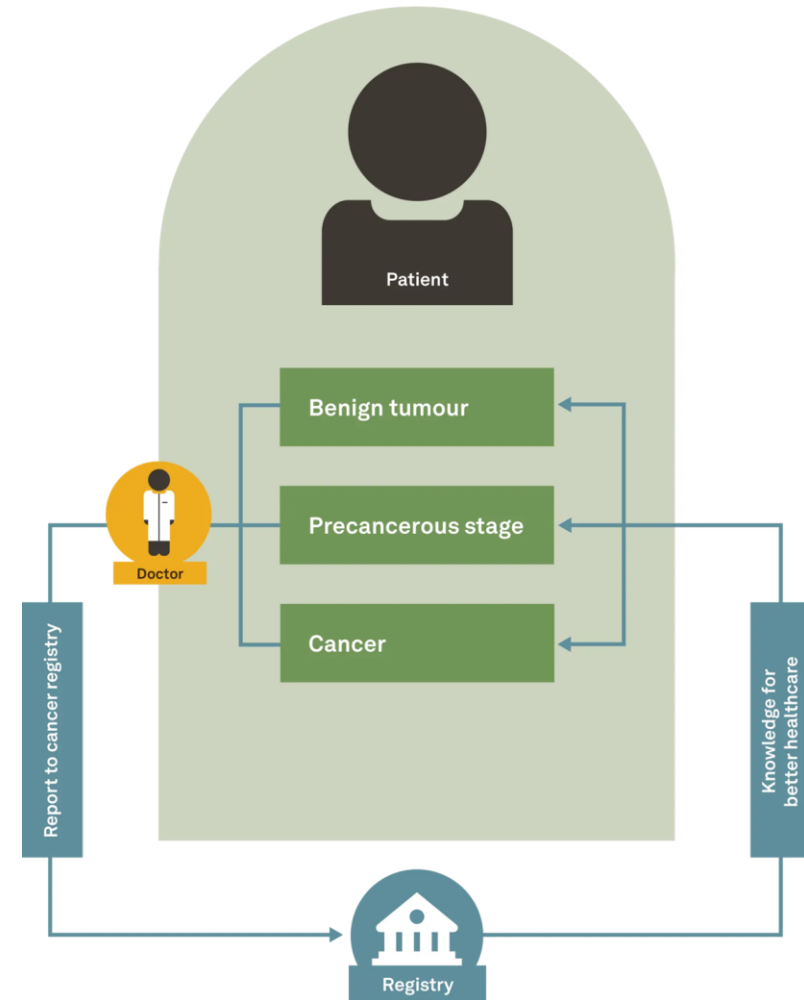 Patient
Benign tumour
Precancerous stage
Doctor
Cancer
Report to cancer registry
Knowledge for
better healthcare
Registry